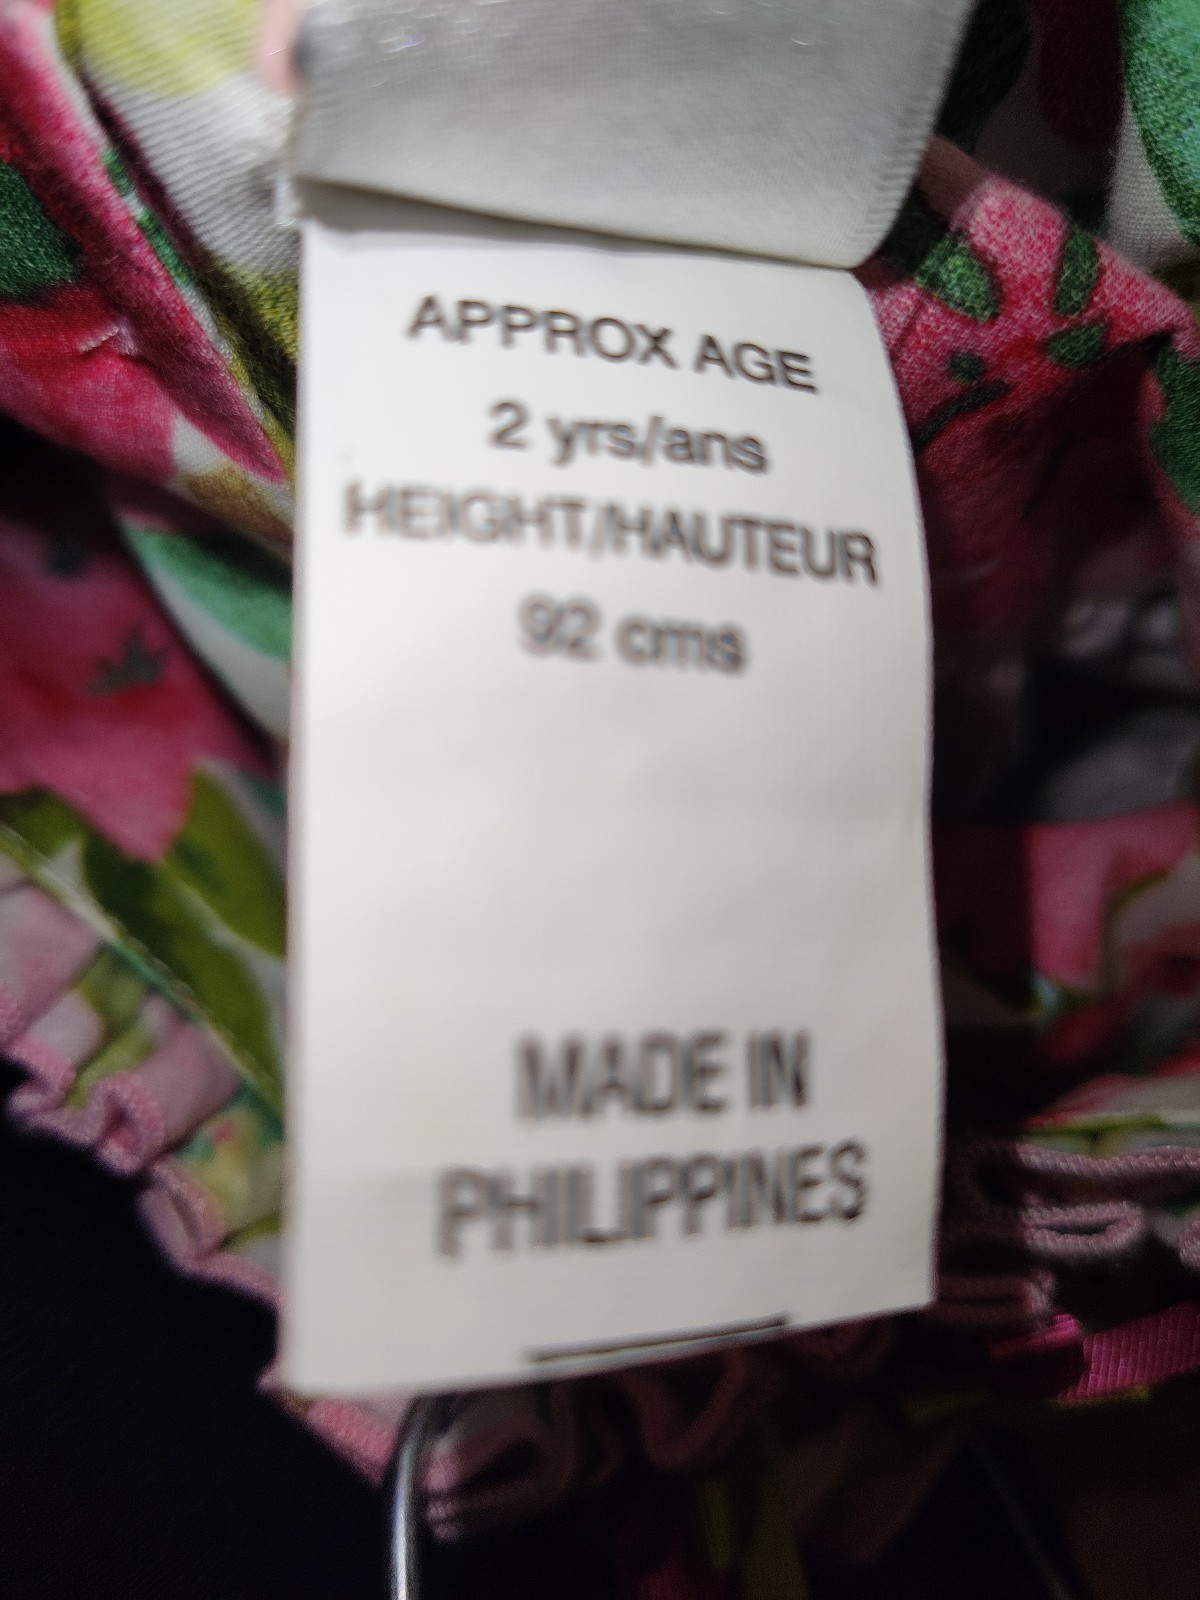 APPROX AGE
2 yrs/ans
HEIGHT/HAUTEUR
92 cms
MADE IN
PHILIPPINES